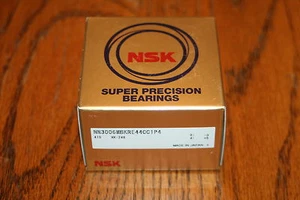 NSK
SUPER PRECISION
BEARINGS
NN3006MBKRE44CC1P4
NSK